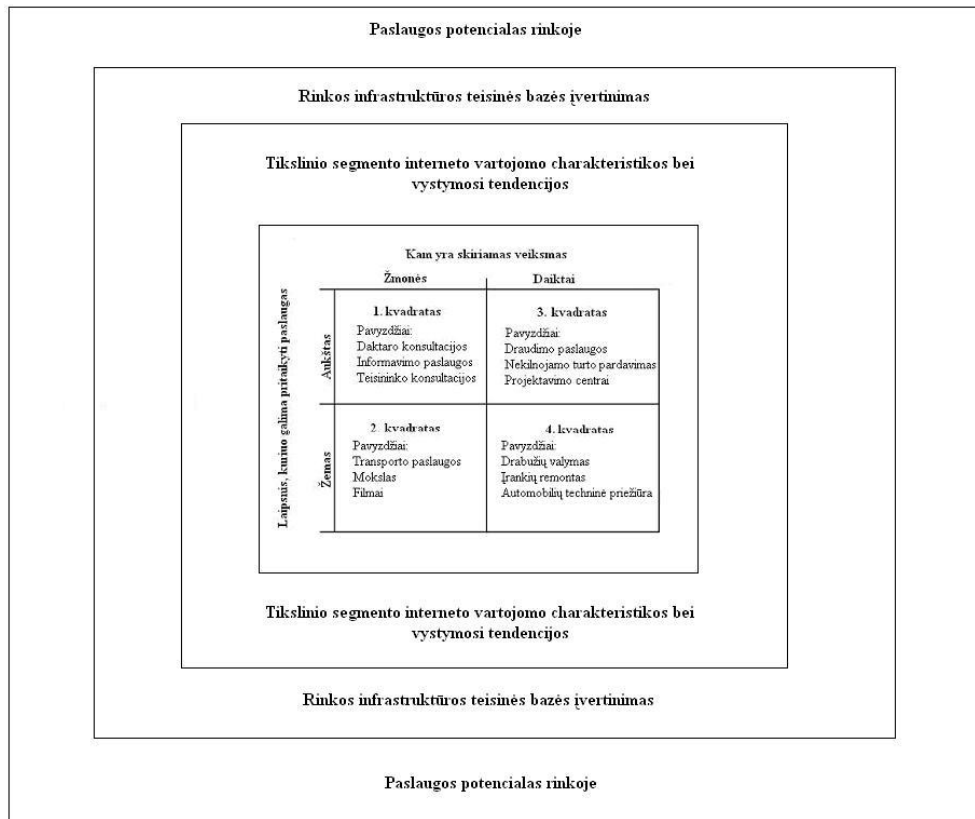 Paslaugos potencialas rinkoje
Rinkos infrastruktūros teisinės bazės įvertinimas
Tikslinio segmento interneto vartojomo charakteristikos bei
vystymosi tendencijos
Kam yra skiriamas veiksmas
Žmonės
Daiktai
Laipsnis, kuriuo galima pritaikyti paslaugas
Aukštas
1. kvadratas
Pavyzdžiai:
Daktaro konsultacijos
Informavimo paslaugos
Teisininko konsultacijos
3. kvadratas
Pavyzdžiai:
Draudimo paslaugos
Nekilnojamo turto pardavimas
Projektavimo centrai
Žemas
2. kvadratas
Pavyzdžiai:
Transporto paslaugos
Mokslas
Filmai
4. kvadratas
Pavyzdžiai:
Drabužių valymas
Įrankių remontas
Automobilių techninė priežiūra
Tikslinio segmento interneto vartojomo charakteristikos bei
vystymosi tendencijos
Rinkos infrastruktūros teisinės bazės įvertinimas
Paslaugos potencialas rinkoje